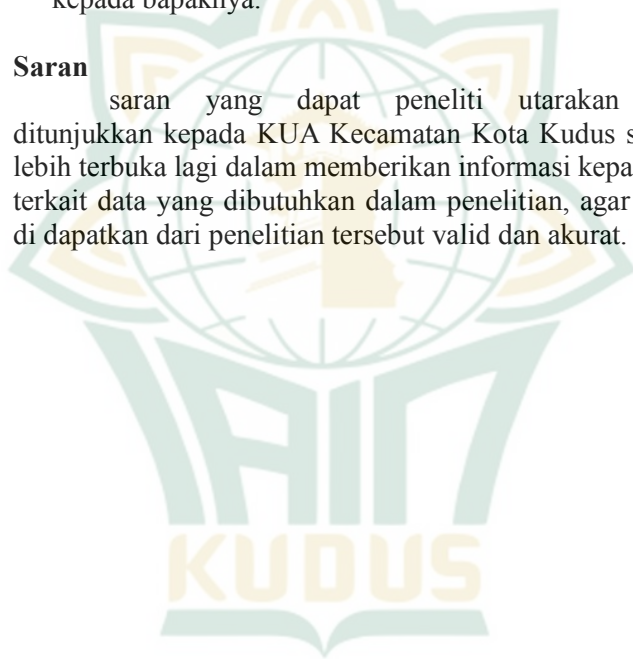 kepada bapaknya.
Saran
saran yang dapat peneliti utarakan
ditunjukkan kepada KUA Kecamatan Kota Kudus s
lebih terbuka lagi dalam memberikan informasi kepa
terkait data yang dibutuhkan dalam penelitian, agar
di dapatkan dari penelitian tersebut valid dan akurat.
IAIN
KUDUS